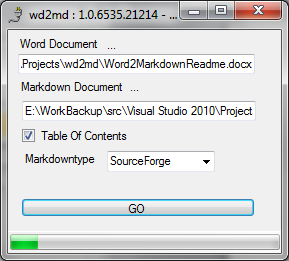 wd2md : 1.0.6535.21214 - ...
Word Document ...
.Projects\wd2md\Word2MarkdownReadme.docx
Markdown Document ...
E:\WorkBackup\src\Visual Studio 2010\Project
Table Of Contents
Markdowntype SourceForge
GO